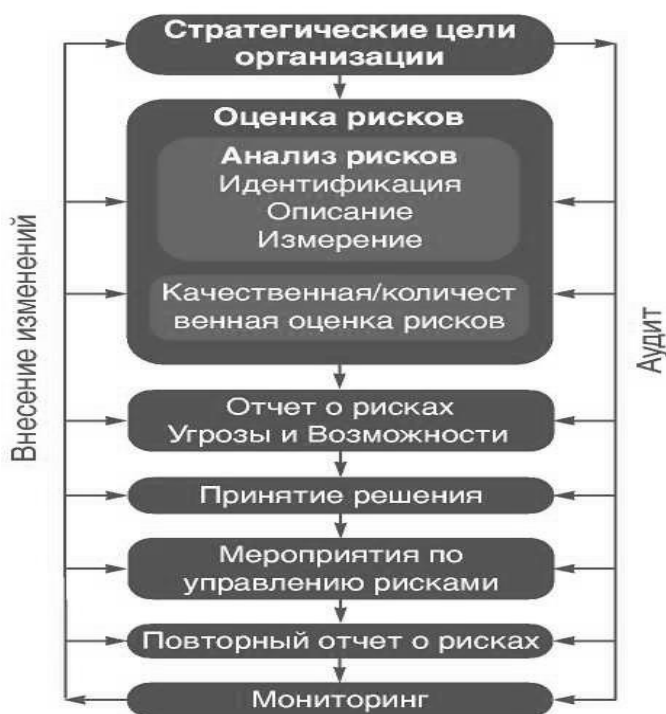 Стратегические цели
организации
Оценка рисков
Анализ рисков
Идентификация
Описание
Измерение
Качественная/количест
венная оценка рисков
Отчет о рисках
Угрозы и Возможности
Принятие решения
Мероприятия по
управлению рисками
Повторный отчет о рисках
Мониторинг
Внесение изменений
Аудит